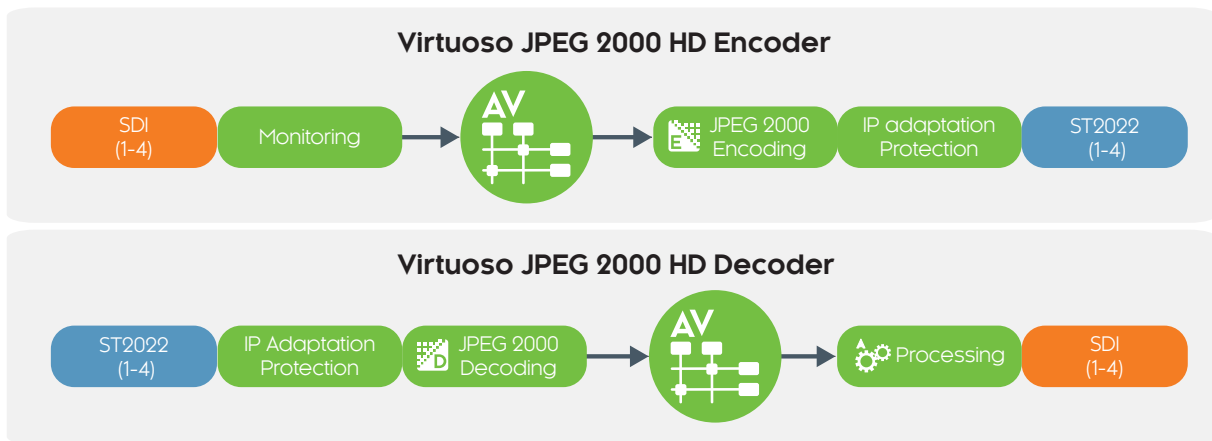 Virtuoso JPEG 2000 HD Encoder
SDI
(1-4)
Monitoring
AV
E
JPEG 2000
Encoding
IP adaptation
Protection
ST2022
(1-4)
Virtuoso JPEG 2000 HD Decoder
ST2022
(1-4)
IP Adaptation
Protection
D
JPEG 2000
Decoding
AV
A
Processing
SDI
(1-4)